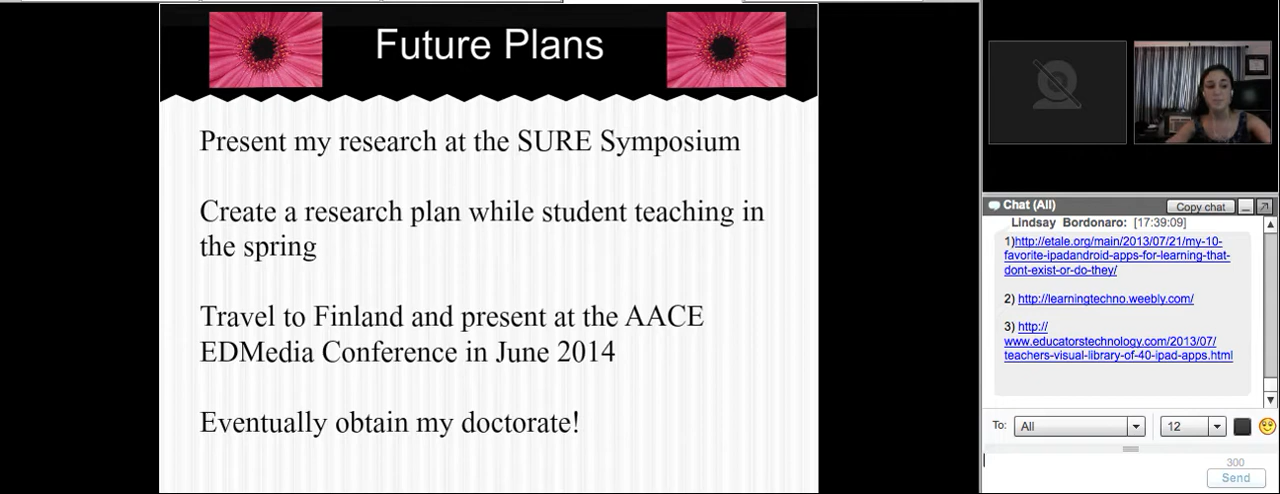 Future Plans
Present my research at the SURE Symposium
Create a research plan while student teaching in
the spring
Travel to Finland and present at the AACE
EDMedia Conference in June 2014
Eventually obtain my doctorate!
Chat (All)
Copy chat
Lindsay Bordonaro: [17:39:09]
1)http://etale.org/main/2013/07/21/my-10-
favorite-ipadandroid-apps-for-learning-that-
dont-exist-or-do-they/
2) http://learningtechno.weebly.com/
3) http://
www.educatorstechnology.com/2013/07/
teachers-visual-library-of-40-ipad-apps.html
To: All 12
300
Send